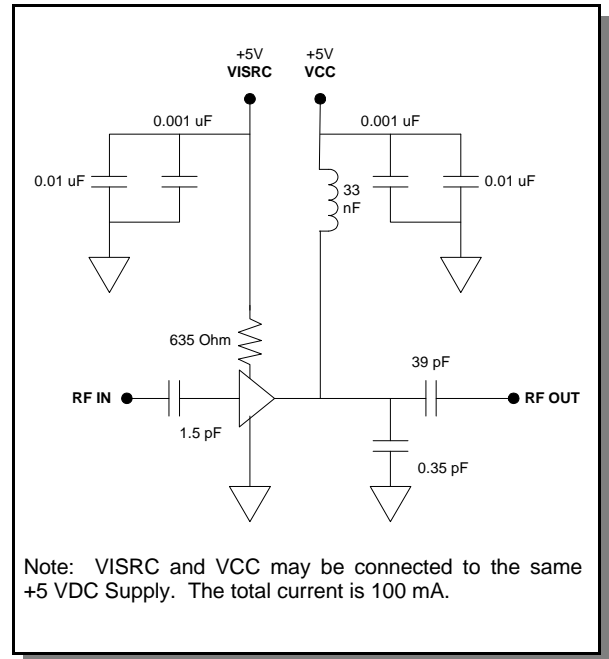 +5V +5V
VISRC VCC
0.001 uF 0.001 uF
0.01 uF 33 0.01 uF
nF
635 Ohm
39 pF
RF IN RF OUT
1.5 pF
0.35 pF
Note: VISRC and VCC may be connected to the same
+5 VDC Supply. The total current is 100 mA.